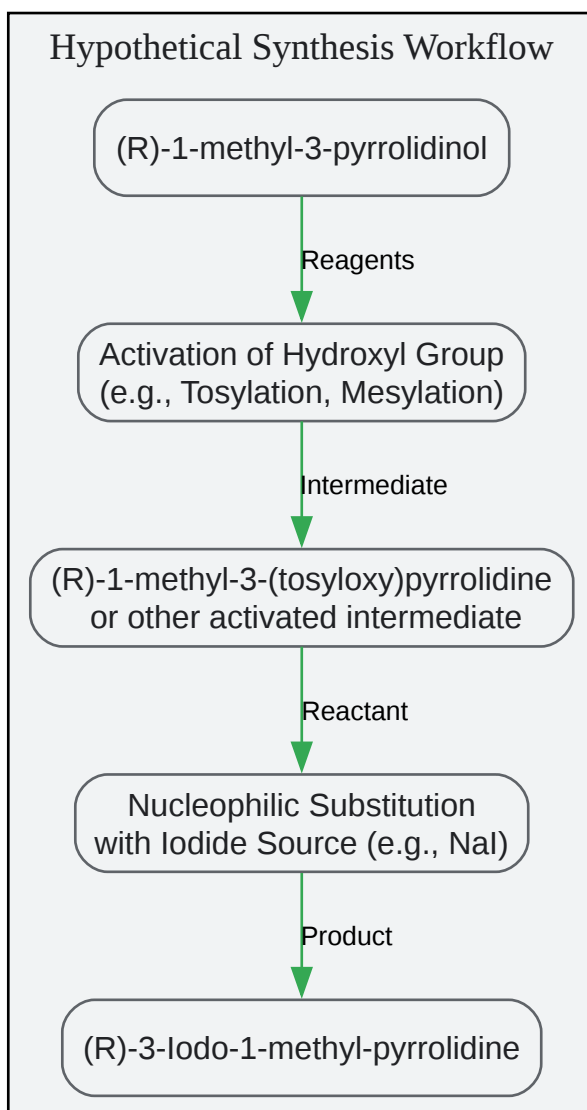 Hypothetical Synthesis Workflow
(R)-1-methyl-3-pyrrolidinol
Reagents
Activation of Hydroxyl Group
(e.g., Tosylation, Mesylation)
Intermediate
(R)-1-methyl-3-(tosyloxy)pyrrolidine
or other activated intermediate
Reactant
Nucleophilic Substitution
with Iodide Source (e.g., NaI)
Product
(R)-3-Iodo-1-methyl-pyrrolidine